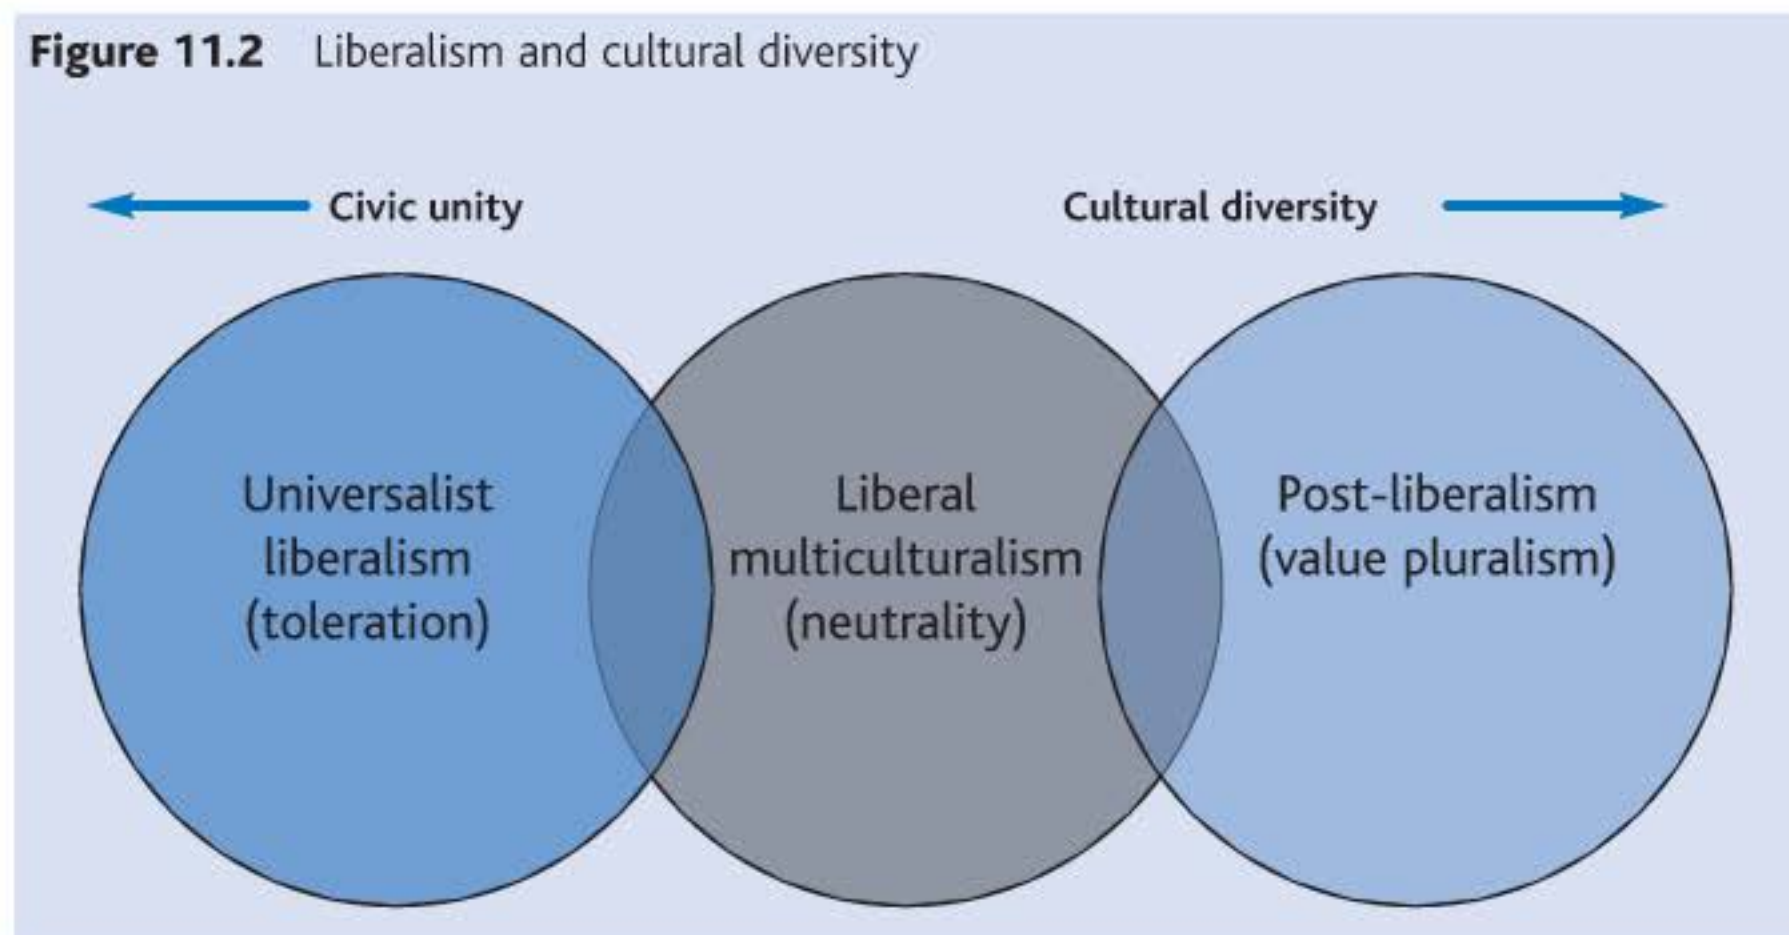 Figure 11.2 Liberalism and cultural diversity
Civic unity
Cultural diversity
Universalist
liberalism
(toleration)
Liberal
multiculturalism
(neutrality)
Post-liberalism
(value pluralism)